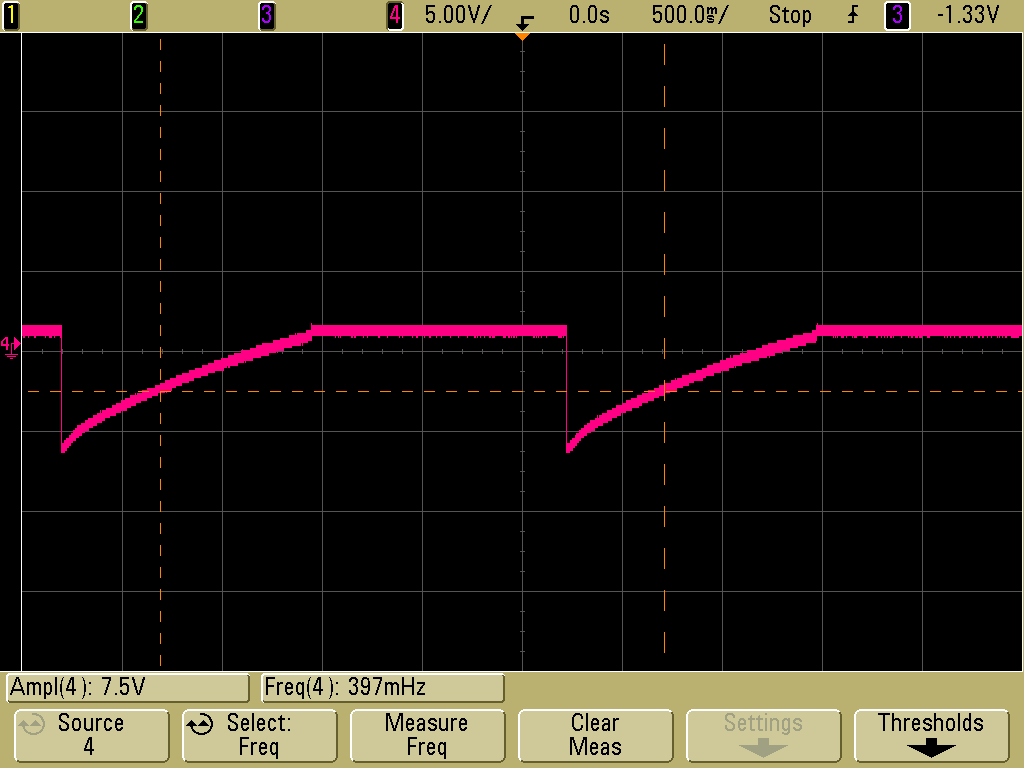 1 2 3 4 5.00V/ 0.0s 500.0ms/ Stop 3 -1.33V
4
Ampl(4): 7.5V Freq(4): 397mHz
Source Select: Measure Clear Settings Thresholds
4 Freq Freq Meas